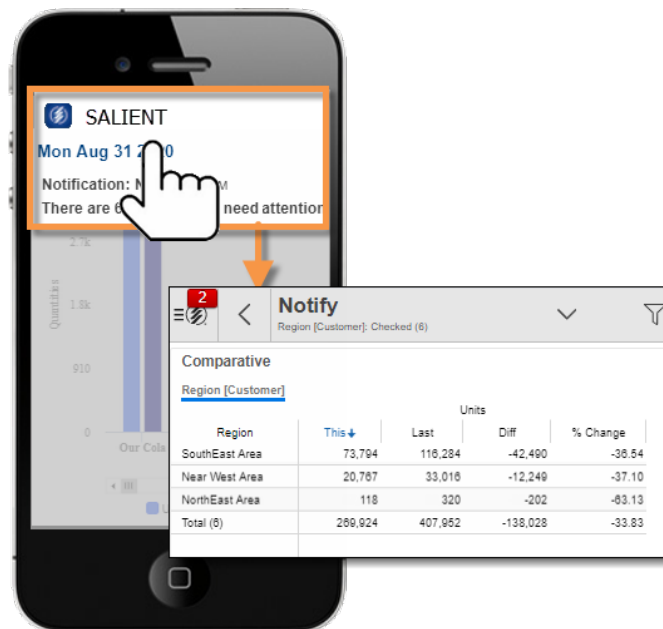 SALIENT
Mon Aug 31 20
Notification: N M
There are 6 need attention
2.7k
1.8k
910
0
Quantities
Our Cola
U
2
Notify
Region [Customer]: Checked (6)
Comparative
Region [Customer]
Units
Region This Last Diff % Change
SouthEast Area 73,794 116,284 -42,490 -36.54
Near West Area 20,767 33,016 -12,249 -37.10
NorthEast Area 118 320 -202 -63.13
Total (6) 269,924 407,952 -138,028 -33.83